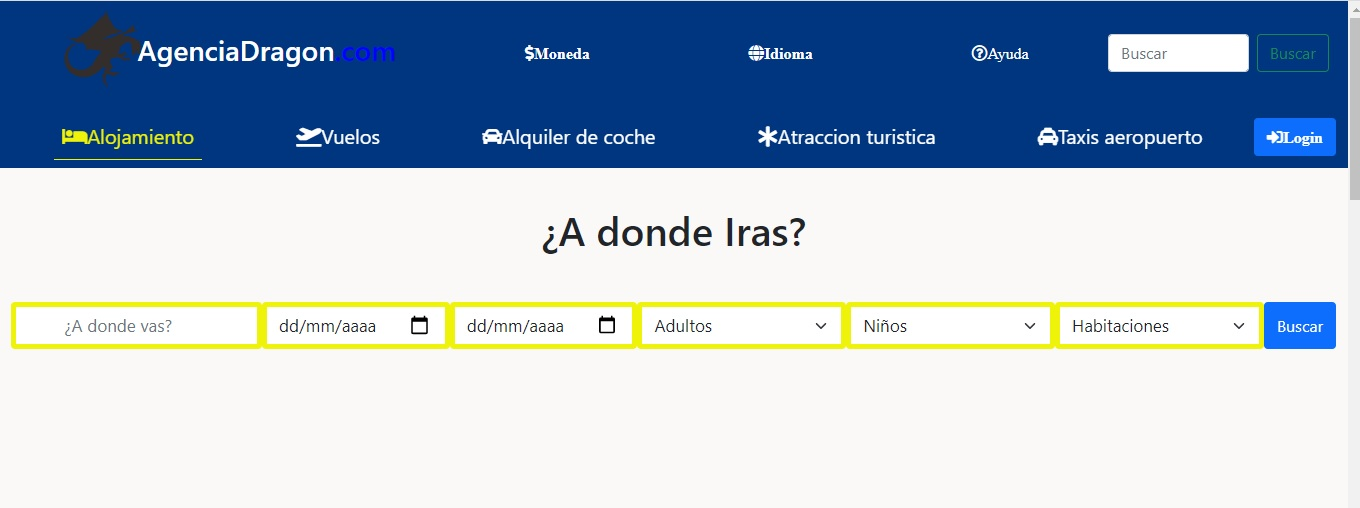 AgenciaDragon.com
$Moneda
Idioma
Ayuda
Buscar
Buscar
Alojamiento
Vuelos
Alquiler de coche
Atraccion turistica
Taxis aeropuerto
Login
¿A donde Iras?
¿A donde vas?
dd/mm/aaaa
dd/mm/aaaa
Adultos
Niños
Habitaciones
Buscar